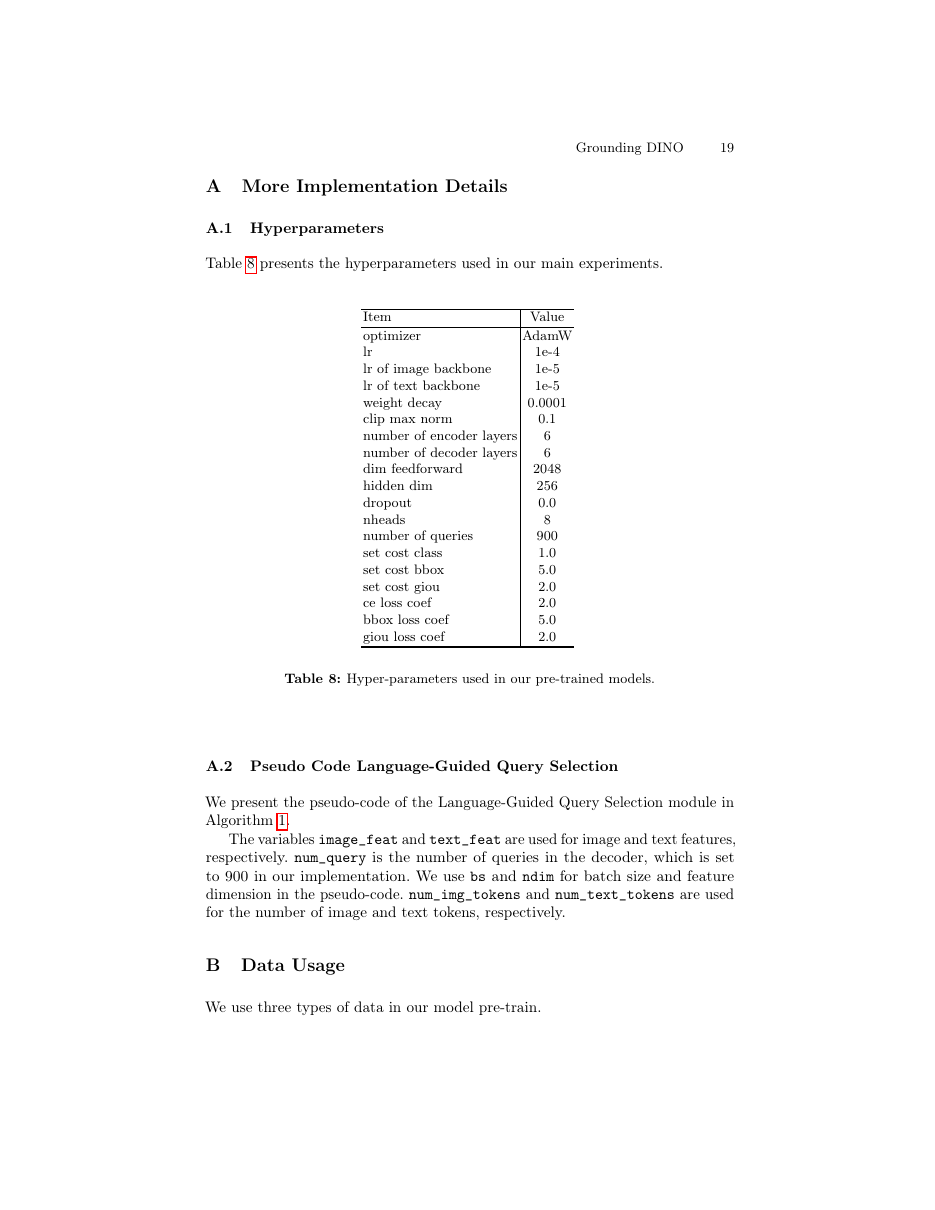 Grounding DINO 19
A More Implementation Details
A.1 Hyperparameters
Table 8 presents the hyperparameters used in our main experiments.
Item Value
optimizer AdamW
lr 1e-4
lr of image backbone 1e-5
lr of text backbone 1e-5
weight decay 0.0001
clip max norm 0.1
number of encoder layers 6
number of decoder layers 6
dim feedforward 2048
hidden dim 256
dropout 0.0
nheads 8
number of queries 900
set cost class 1.0
set cost bbox 5.0
set cost giou 2.0
ce loss coef 2.0
bbox loss coef 5.0
giou loss coef 2.0
Table 8: Hyper-parameters used in our pre-trained models.
A.2 Pseudo Code Language-Guided Query Selection
We present the pseudo-code of the Language-Guided Query Selection module in
Algorithm 1.
The variables image_feat and text_feat are used for image and text features,
respectively. num_query is the number of queries in the decoder, which is set
to 900 in our implementation. We use bs and ndim for batch size and feature
dimension in the pseudo-code. num_img_tokens and num_text_tokens are used
for the number of image and text tokens, respectively.
B Data Usage
We use three types of data in our model pre-train.